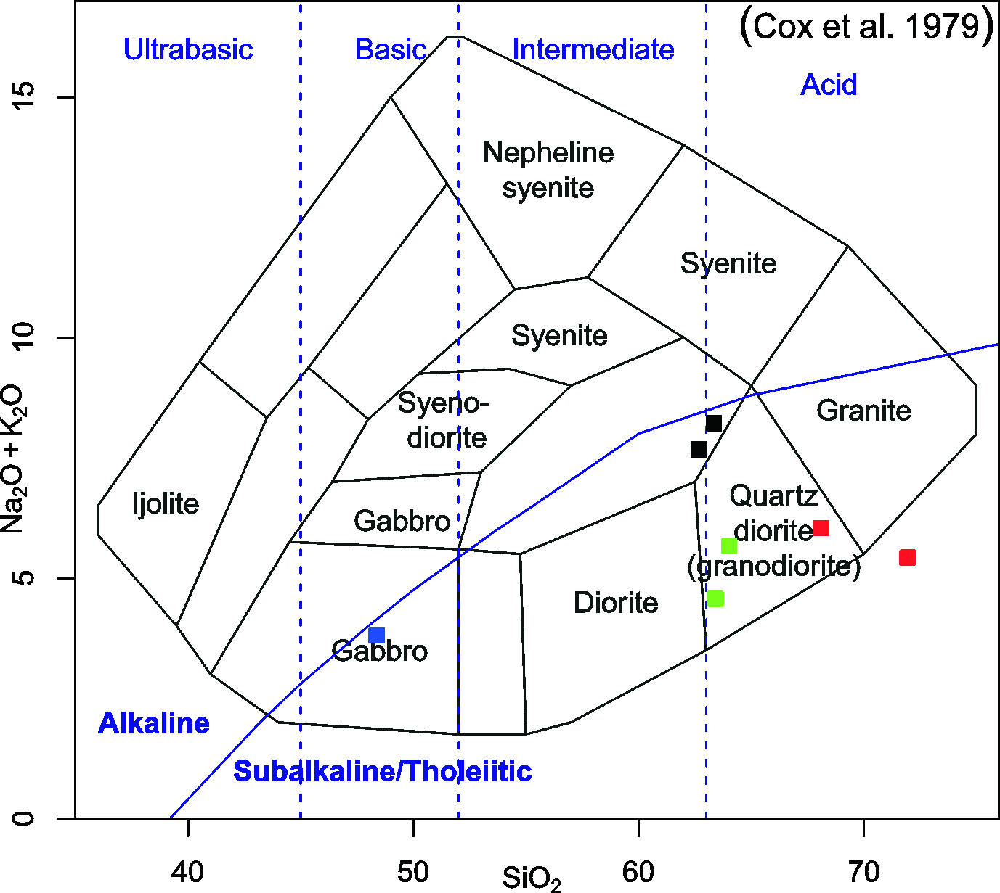 (Cox et al. 1979)
Ultrabasic
Basic
Intermediate
Acid
Nepheline
syenite
Syenite
Syenite
Syeno-
diorite
Granite
Ijolite
Gabbro
Quartz
diorite
(granodiorite)
Diorite
Gabbro
Alkaline
Subalkaline/Tholeiitic
Na₂O + K₂O
15
10
5
0
40
50
60
70
SiO₂